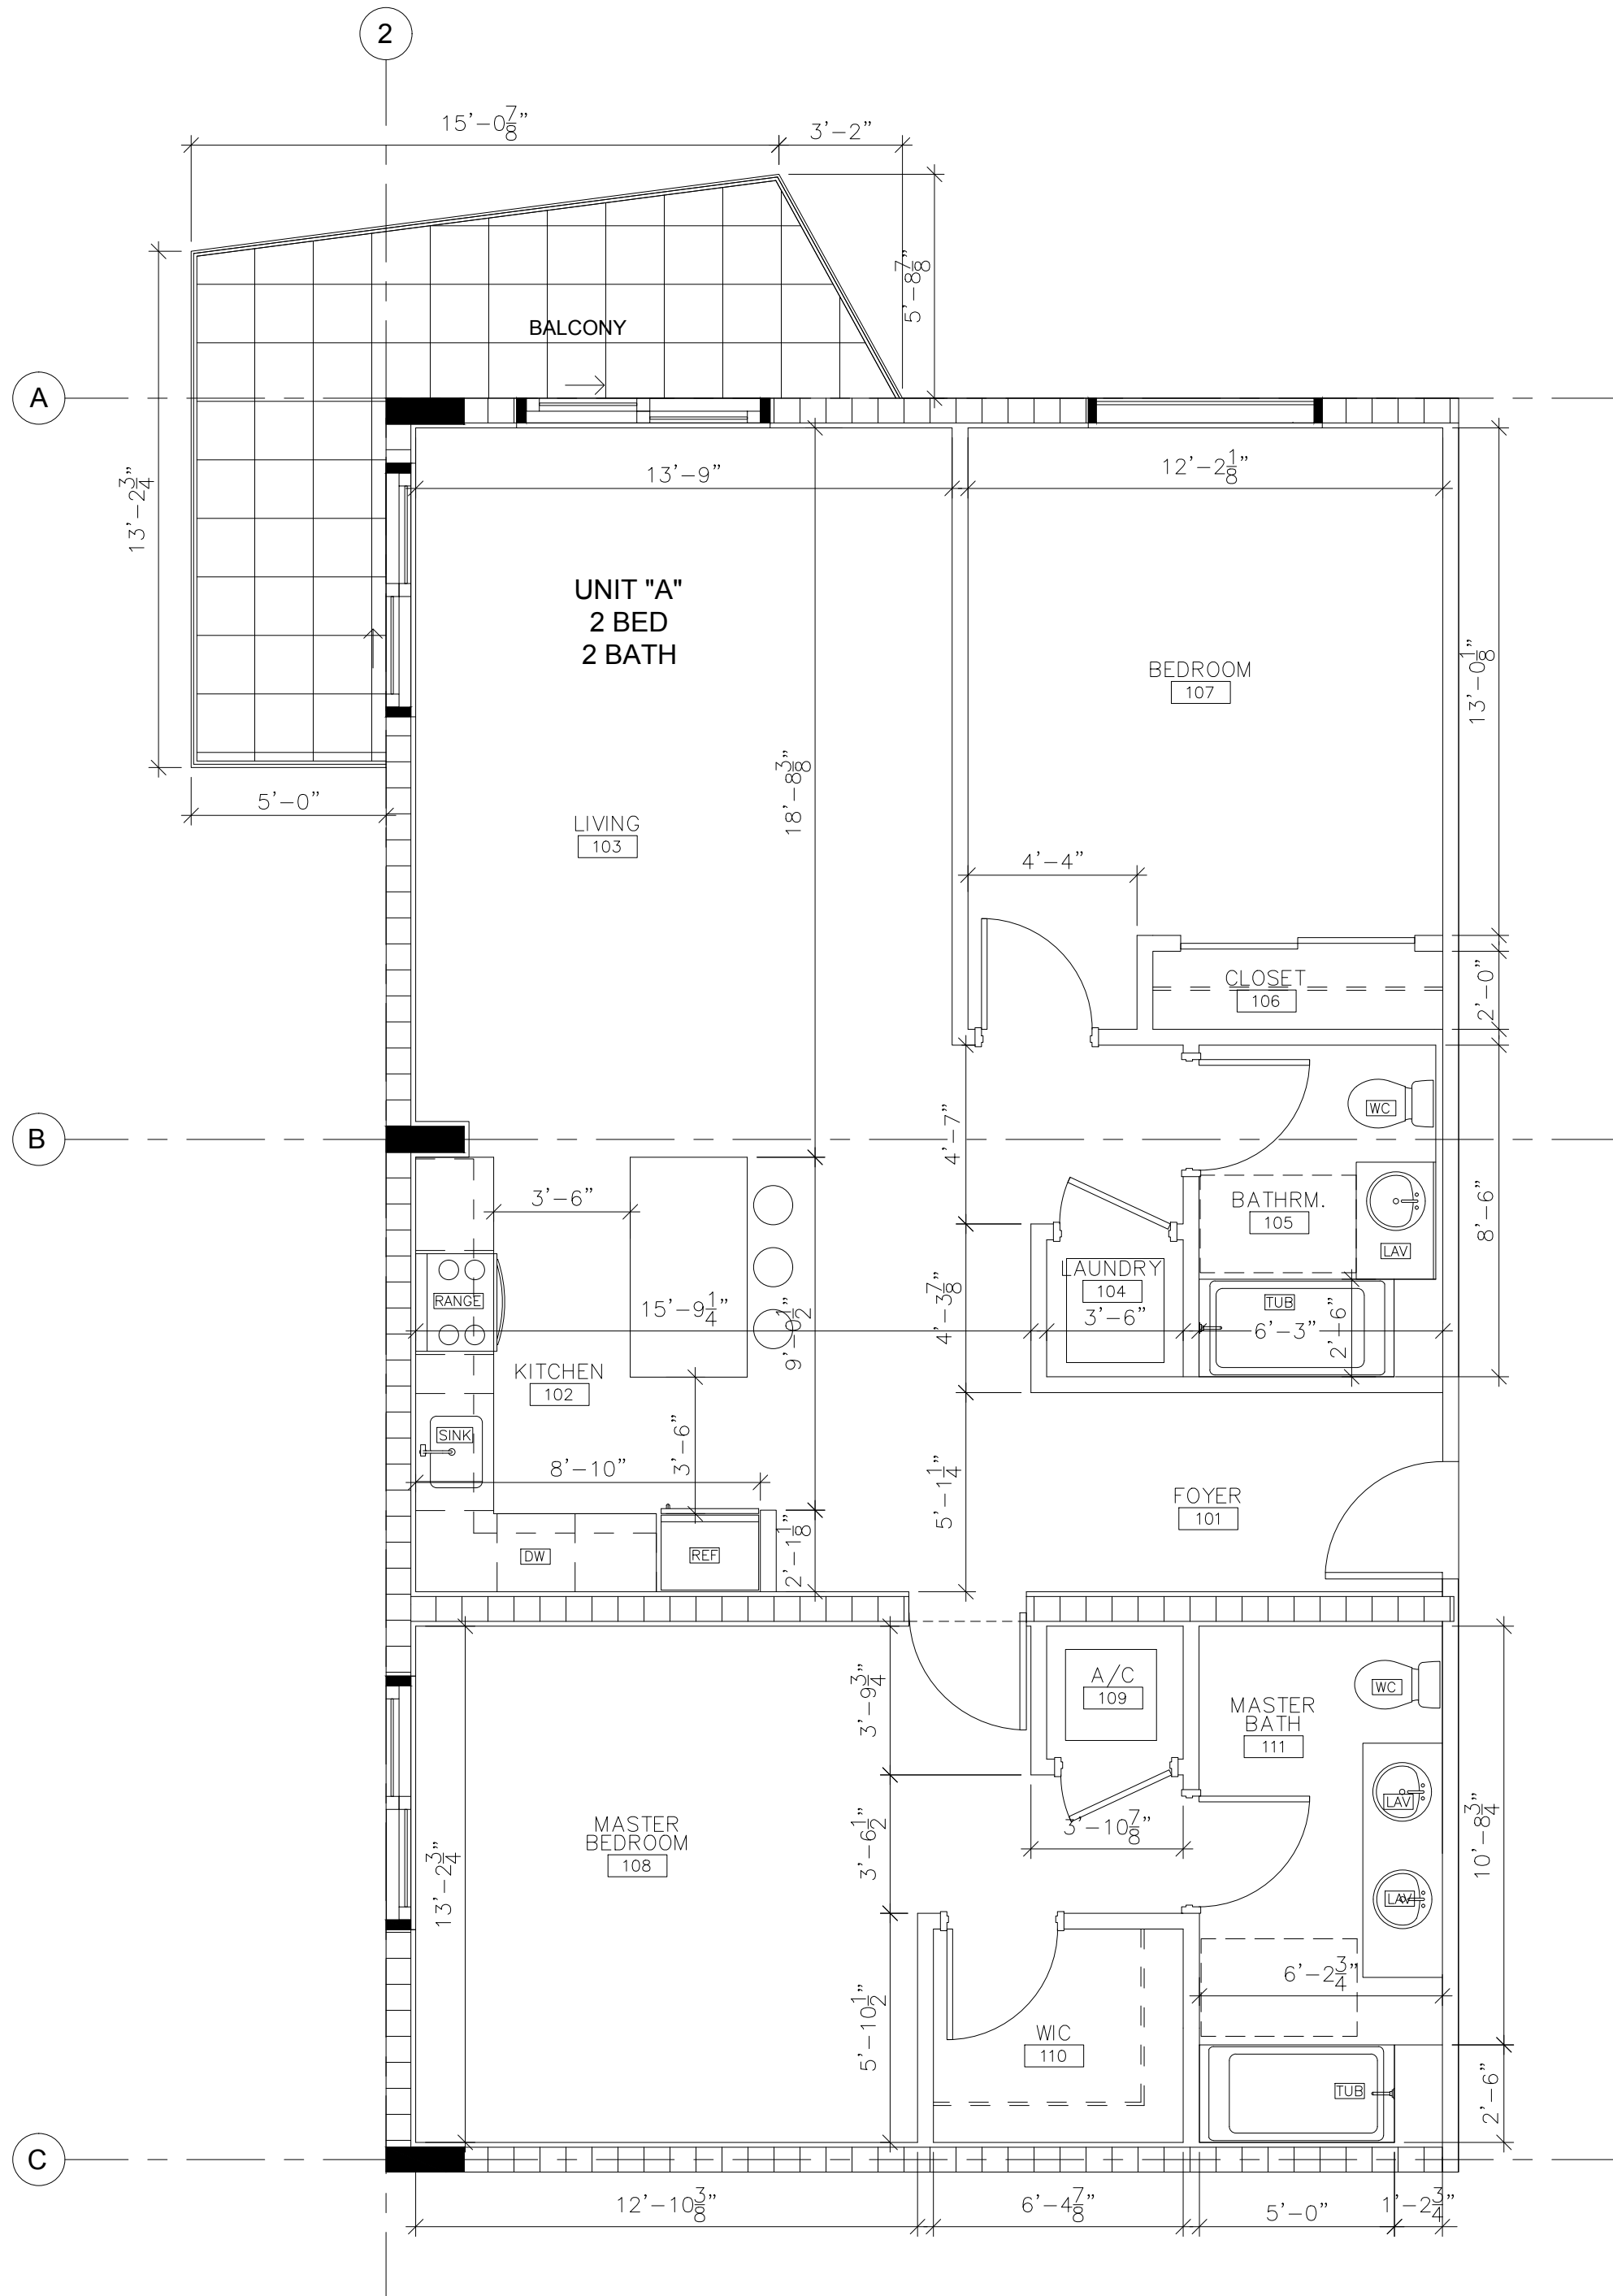 2
15'-0 7/8"
3'-2"
5'-8 7/8"
BALCONY
A
13'-2 3/4"
13'-9"
12'-2 1/8"
UNIT "A"
2 BED
2 BATH
BEDROOM
107
13'-0 1/8"
5'-0"
18'-8 3/8"
LIVING
103
4'-4"
CLOSET
106
2'-0"
B
4'-7"
WC
3'-6"
BATHRM.
105
LAV
8'-6"
LAUNDRY
104
RANGE
15'-9 1/4"
9'-0 1/2"
4'-3 7/8"
3'-6"
TUB
6'-3"
2'-6"
KITCHEN
102
SINK
3'-6"
8'-10"
5'-1 1/4"
FOYER
101
DW
REF
2'-1 1/8"
3'-9 3/4"
A/C
109
WC
MASTER
BATH
111
LAV
MASTER
BEDROOM
108
3'-10 7/8"
3'-6 1/2"
10'-8 3/4"
13'-2 3/4"
LAV
6'-2 3/4"
5'-10 1/2"
WIC
110
TUB
2'-6"
C
12'-10 3/8"
6'-4 7/8"
5'-0"
1'-2 3/4"